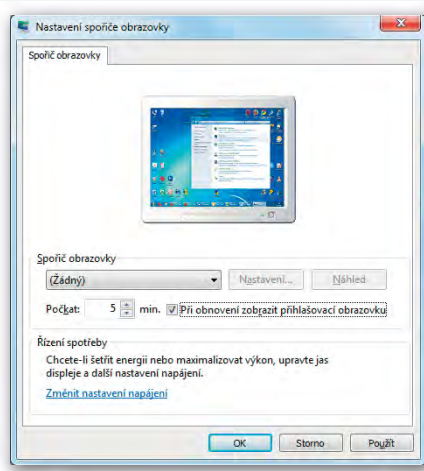 Nastavení spořiče obrazovky
Spořič obrazovky
Spořič obrazovky
(Žádný)
Nastavení...
Náhled
Počkat: 5 min. Při obnovení zobrazit přihlašovací obrazovku
Řízení spotřeby
Chcete-li šetřit energii nebo maximalizovat výkon, upravte jas
displeje a další nastavení napájení.
Změnit nastavení napájení
OK
Storno
Použít